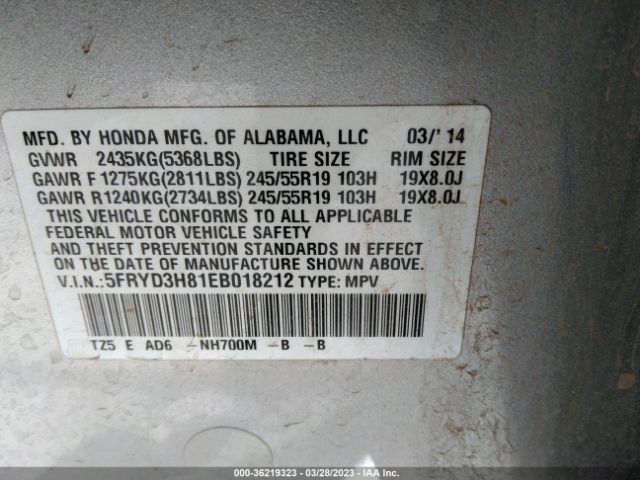 MFD. BY HONDA MFG. OF ALABAMA, LLC 03/'14
GVWR 2435KG(5368LBS) TIRE SIZE RIM SIZE
GAWR F 1275KG(2811LBS) 245/55R19 103H 19X8.0J
GAWR R1240KG(2734LBS) 245/55R19 103H 19X8.0J
THIS VEHICLE CONFORMS TO ALL APPLICABLE
FEDERAL MOTOR VEHICLE SAFETY
AND THEFT PREVENTION STANDARDS IN EFFECT
ON THE DATE OF MANUFACTURE SHOWN ABOVE.
V.I.N.:5FRYD3H81EB018212 TYPE: MPV
TZ5 E AD6 -NH700M -B -B
000-36219323 - 03/28/2023 - IAAI.COM